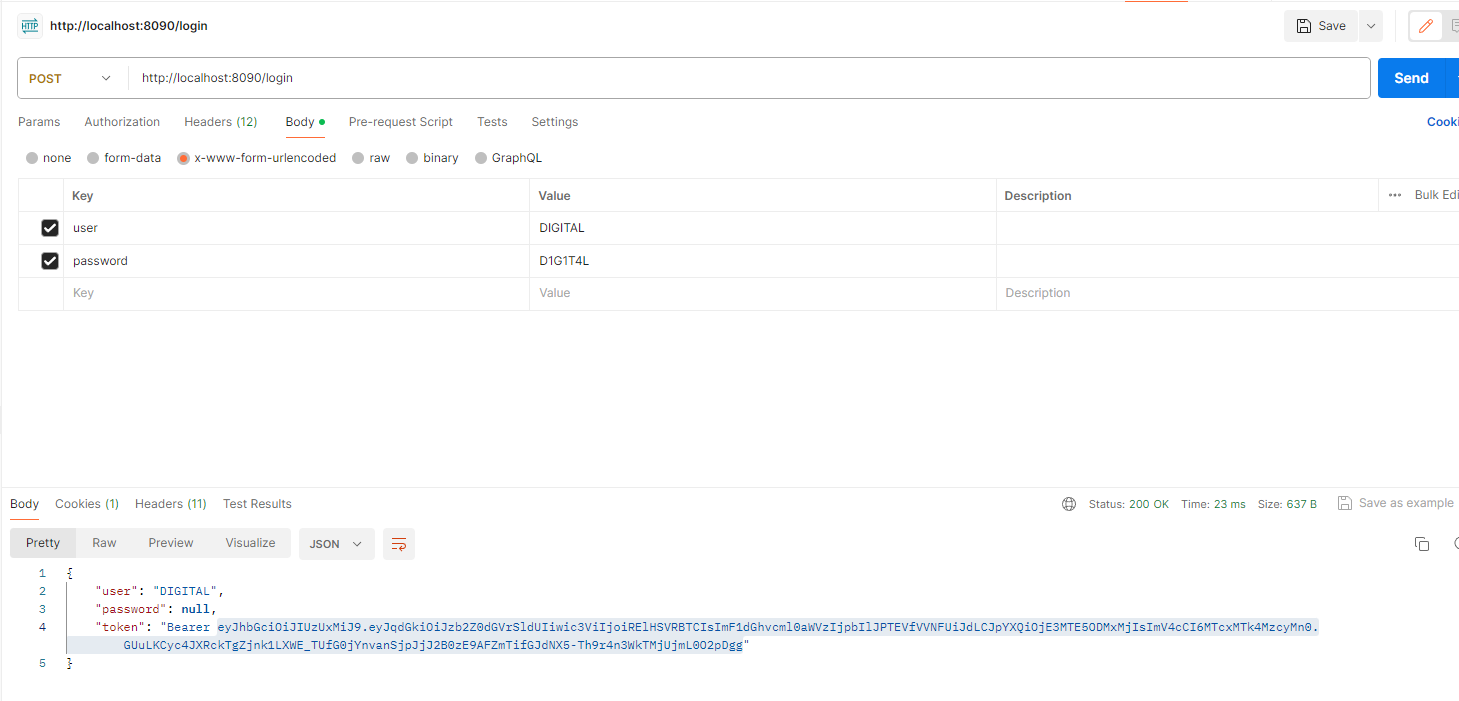 HTTP http://localhost:8090/login Save
POST http://localhost:8090/login Send
Params Authorization Headers (12) Body Pre-request Script Tests Settings Cooki
none form-data x-www-form-urlencoded raw binary GraphQL
Key Value Description ... Bulk Edi
user DIGITAL
password D1G1T4L
Key Value Description
Body Cookies (1) Headers (11) Test Results Status: 200 OK Time: 23 ms Size: 637 B Save as example
Pretty Raw Preview Visualize JSON
1 {
2 "user": "DIGITAL",
3 "password": null,
4 "token": "Bearer eyJhbGciOiJIUzUxMiJ9.eyJqdGkiOiJzb2Z0dGVrSldUIiwic3ViIjoiRElHSVRBTCIsImF1dGhvcml0aWVzIjpbIlJPTEVfVVNFUiJdLCJpYXQiOjE3MTE5ODMxMjIsImV4cCI6MTcxMTk4MzcyMn0.
GUuLKCyc4JXRckTgZjnk1LXWE_TUfG0jYnvanSjpJjJ2B0zE9AFZmTifGJdNX5-Th9r4n3WkTMjUjmL0O2pDgg"
5 }